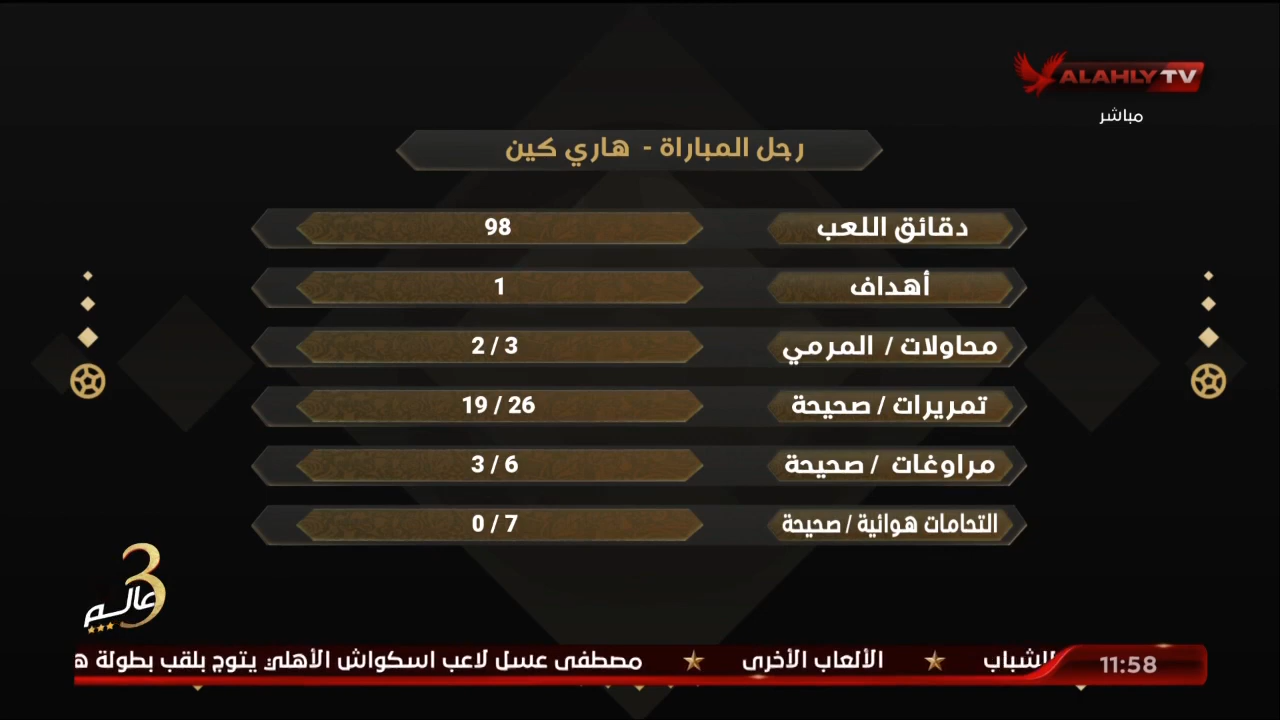 ALAHLY TV
مباشر
رجل المباراة - هاري كين
دقائق اللعب 98
أهداف 1
محاولات / المرمي 2 / 3
تمريرات / صحيحة 19 / 26
مراوغات / صحيحة 3 / 6
التحامات هوائية / صحيحة 0 / 7
3 عالم
11:58 الشباب ★ الألعاب الأخرى ★ مصطفى عسل لاعب اسكواش الأهلي يتوج بلقب بطولة